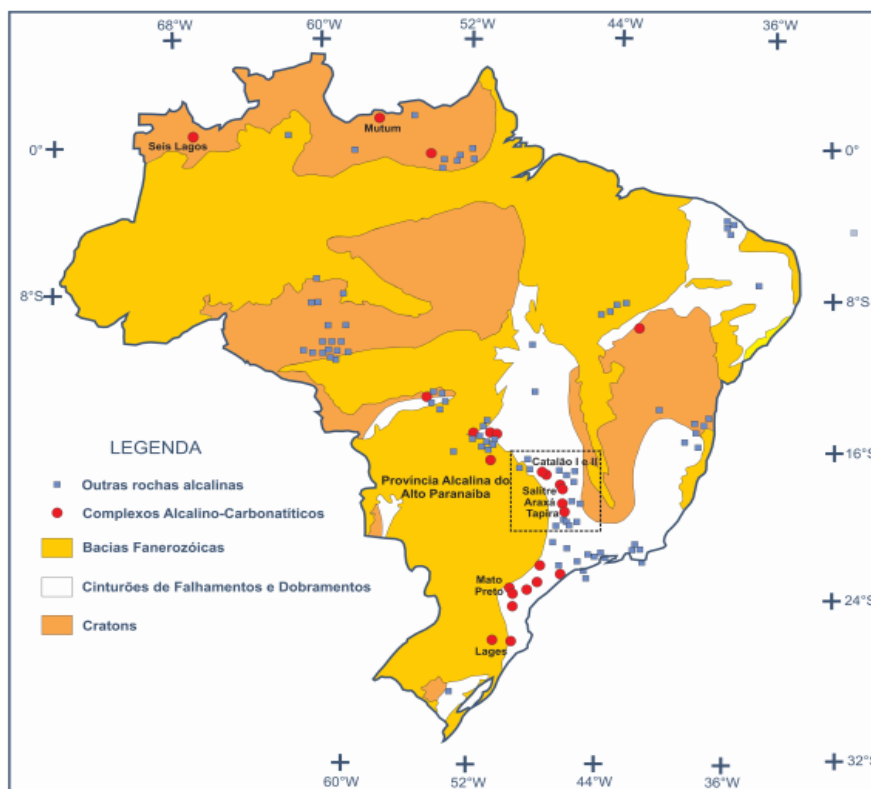 68°W
60°W
52°W
44°W
36°W
Mutum
Seis Lagos
0°
0°
8°S
8°S
LEGENDA
Outras rochas alcalinas
Complexos Alcalino-Carbonatíticos
Bacias Fanerozóicas
Cinturões de Falhamentos e Dobramentos
Cratons
16°S
Catalão I e II
Província Alcalina do
Alto Paranaíba
Salitre
Araxá
Tapira
Mato
Preto
24°S
Lages
60°W
52°W
44°W
36°W
32°S